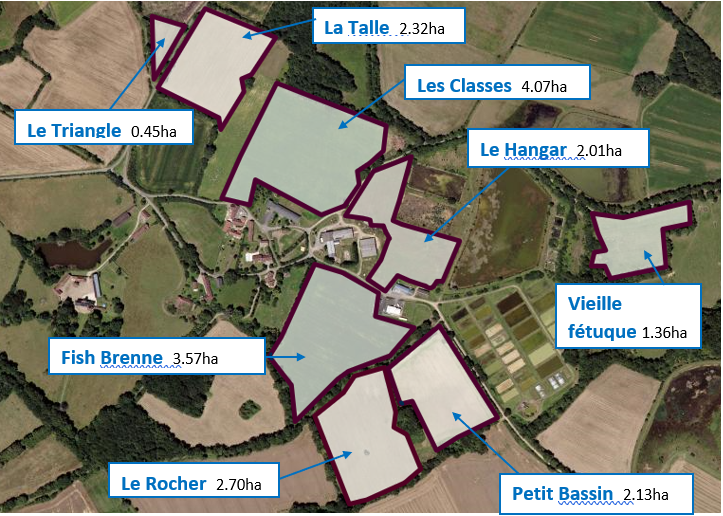 La Talle 2.32ha
Les Classes 4.07ha
Le Triangle 0.45ha
Le Hangar 2.01ha
Vieille
fétuque 1.36ha
Fish Brenne 3.57ha
Le Rocher 2.70ha
Petit Bassin 2.13ha